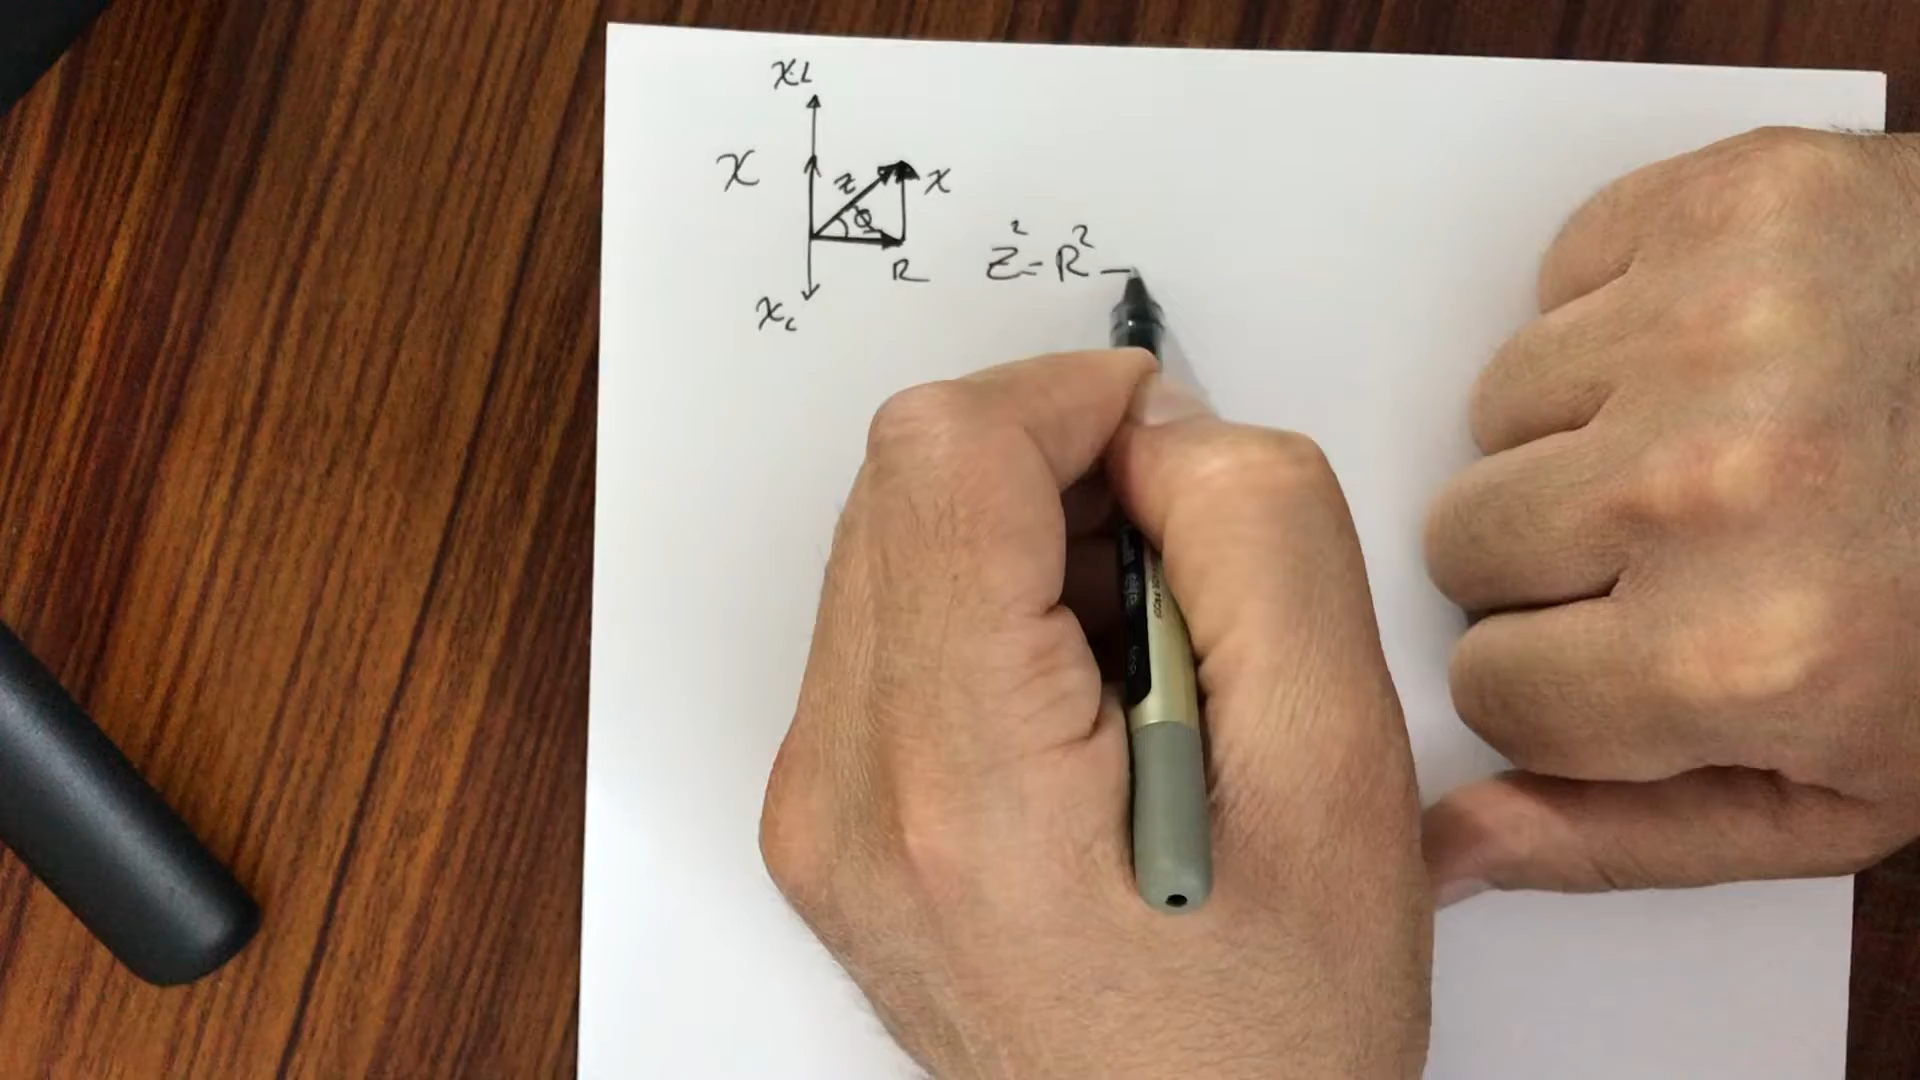 XL
X
Z
X
Φ
R
Z² = R² –
Xc